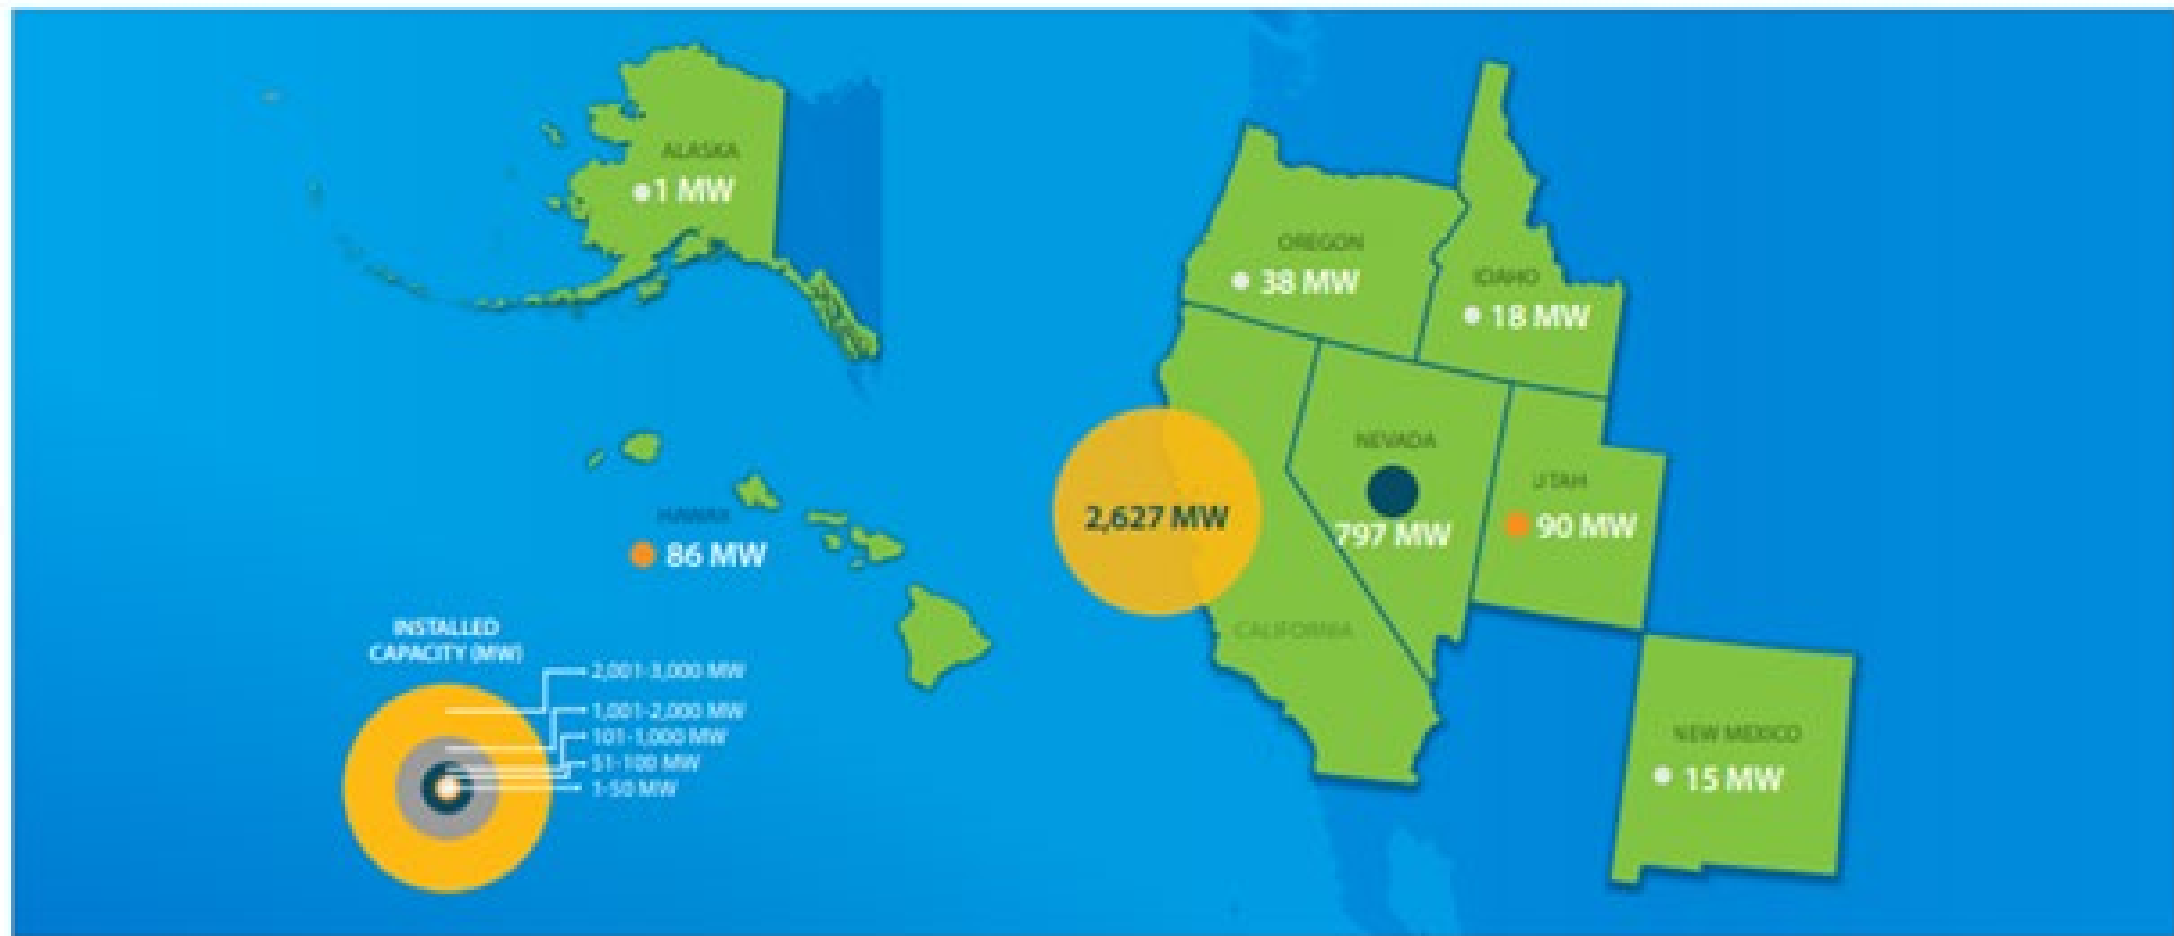 ALASKA
1 MW
OREGON
38 MW
IDAHO
18 MW
NEVADA
797 MW
UTAH
90 MW
2,627 MW
CALIFORNIA
HAWAII
86 MW
NEW MEXICO
15 MW
INSTALLED
CAPACITY (MW)
2,001-3,000 MW
1,001-2,000 MW
101-1,000 MW
51-100 MW
1-50 MW